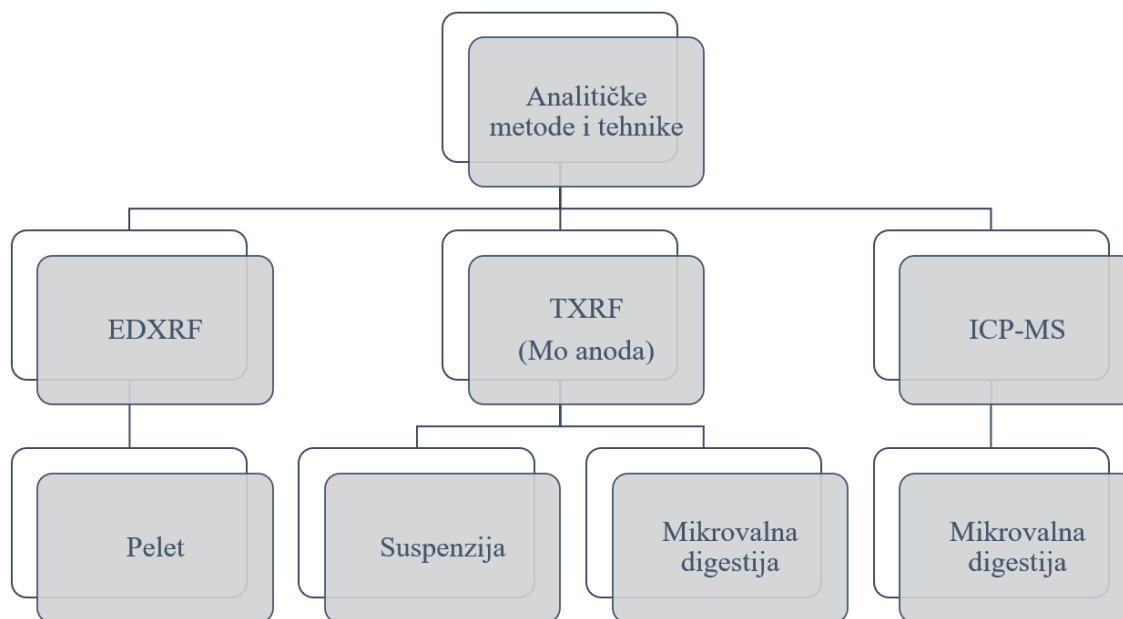 Analitičke
metode i tehnike
EDXRF
TXRF
(Mo anoda)
ICP-MS
Pelet
Suspenzija
Mikrovalna
digestija
Mikrovalna
digestija